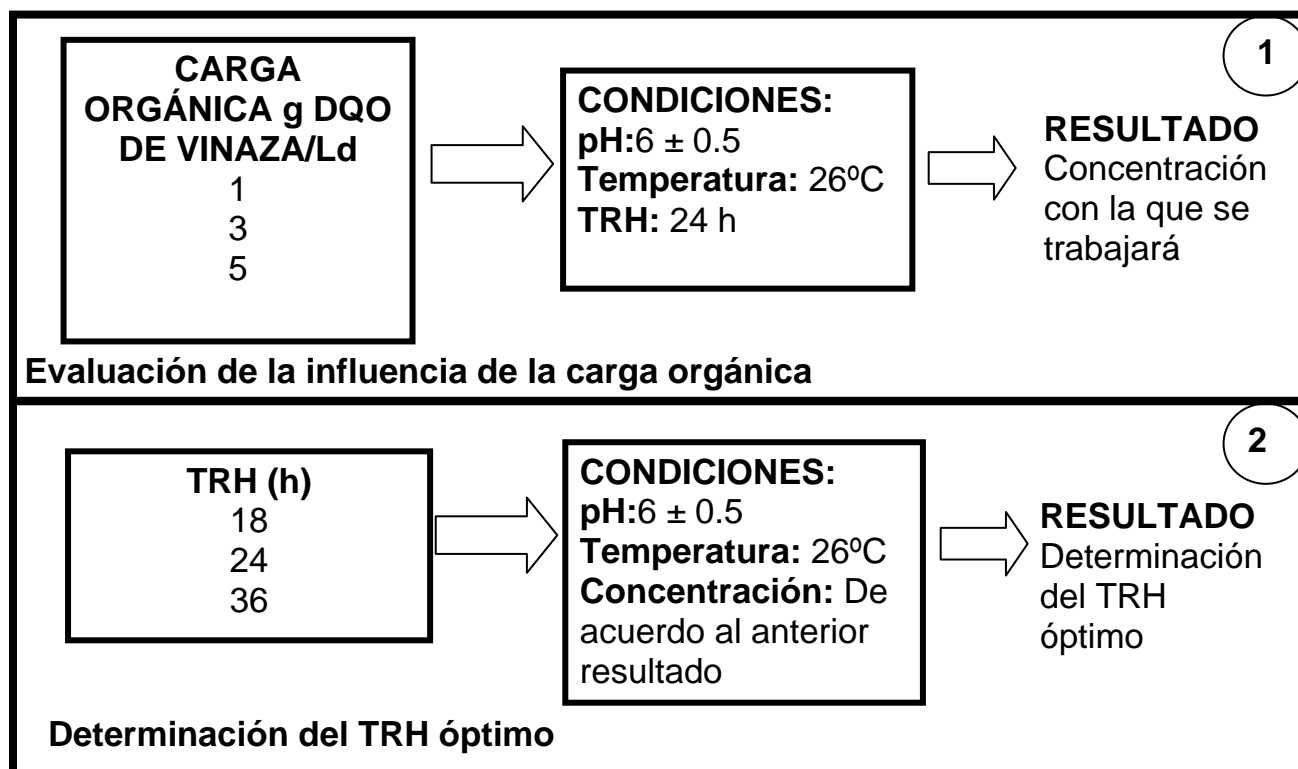 1
CARGA
ORGÁNICA g DQO
DE VINAZA/Ld
1
3
5
CONDICIONES:
pH:6 ± 0.5
Temperatura: 26ºC
TRH: 24 h
RESULTADO
Concentración
con la que se
trabajará
Evaluación de la influencia de la carga orgánica
2
TRH (h)
18
24
36
CONDICIONES:
pH:6 ± 0.5
Temperatura: 26ºC
Concentración: De
acuerdo al anterior
resultado
RESULTADO
Determinación
del TRH
óptimo
Determinación del TRH óptimo